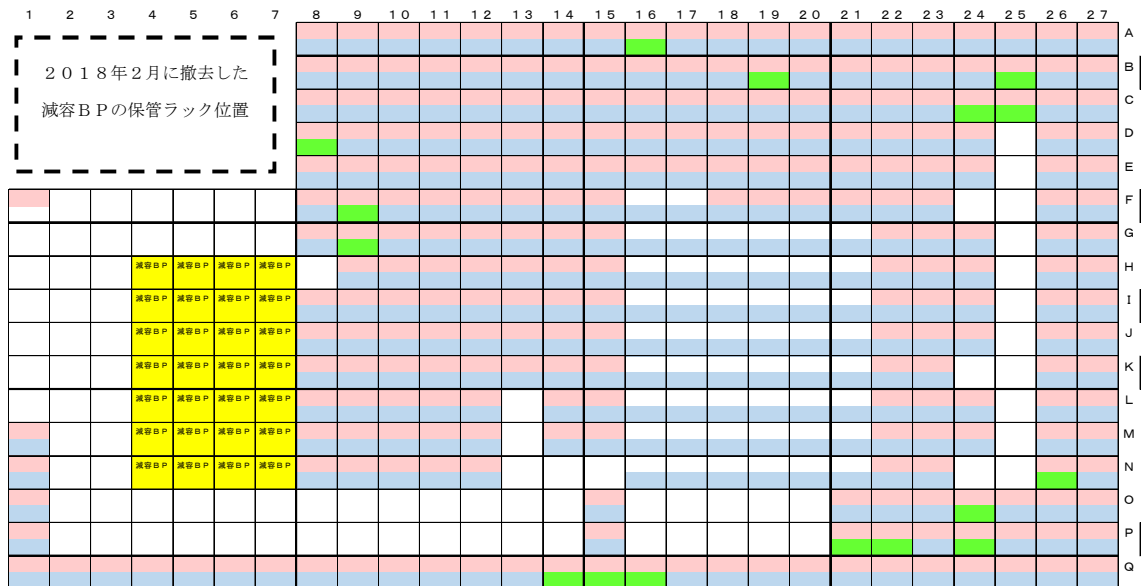 １ ２ ３ ４ ５ ６ ７ ８ ９ １０ １１ １２ １３ １４ １５ １６ １７ １８ １９ ２０ ２１ ２２ ２３ ２４ ２５ ２６ ２７
２０１８年２月に撤去した
減容ＢＰの保管ラック位置
Ａ
Ｂ
Ｃ
Ｄ
Ｅ
Ｆ
Ｇ
減容ＢＰ 減容ＢＰ 減容ＢＰ 減容ＢＰ Ｈ
減容ＢＰ 減容ＢＰ 減容ＢＰ 減容ＢＰ Ｉ
減容ＢＰ 減容ＢＰ 減容ＢＰ 減容ＢＰ Ｊ
減容ＢＰ 減容ＢＰ 減容ＢＰ 減容ＢＰ Ｋ
減容ＢＰ 減容ＢＰ 減容ＢＰ 減容ＢＰ Ｌ
減容ＢＰ 減容ＢＰ 減容ＢＰ 減容ＢＰ Ｍ
減容ＢＰ 減容ＢＰ 減容ＢＰ 減容ＢＰ Ｎ
Ｏ
Ｐ
Ｑ